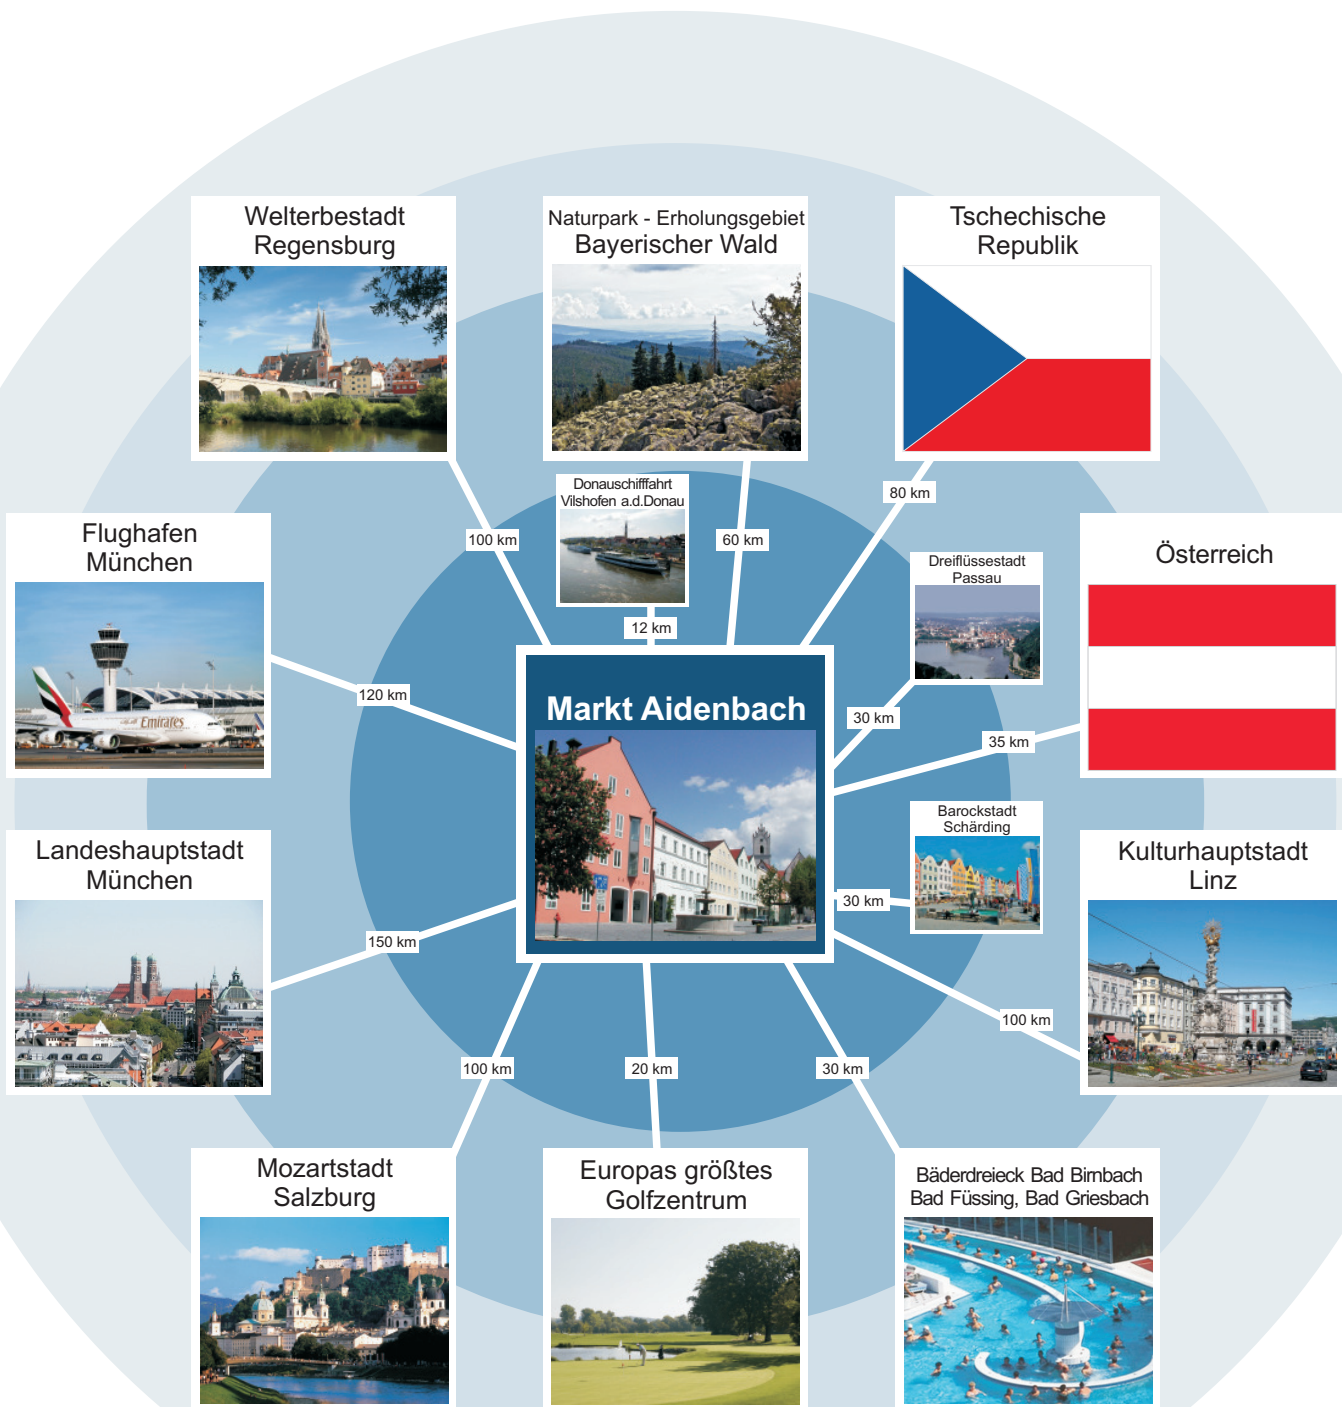 Welterbestadt
Regensburg
Naturpark - Erholungsgebiet
Bayerischer Wald
Tschechische
Republik
Donauschifffahrt
Vilshofen a.d.Donau
80 km
100 km
60 km
Flughafen
München
Dreiflüssestadt
Passau
Österreich
12 km
120 km
Emirates
Markt Aidenbach
30 km
35 km
Landeshauptstadt
München
Barockstadt
Schärding
Kulturhauptstadt
Linz
30 km
150 km
100 km
100 km
20 km
30 km
Mozartstadt
Salzburg
Europas größtes
Golfzentrum
Bäderdreieck Bad Birnbach
Bad Füssing, Bad Griesbach